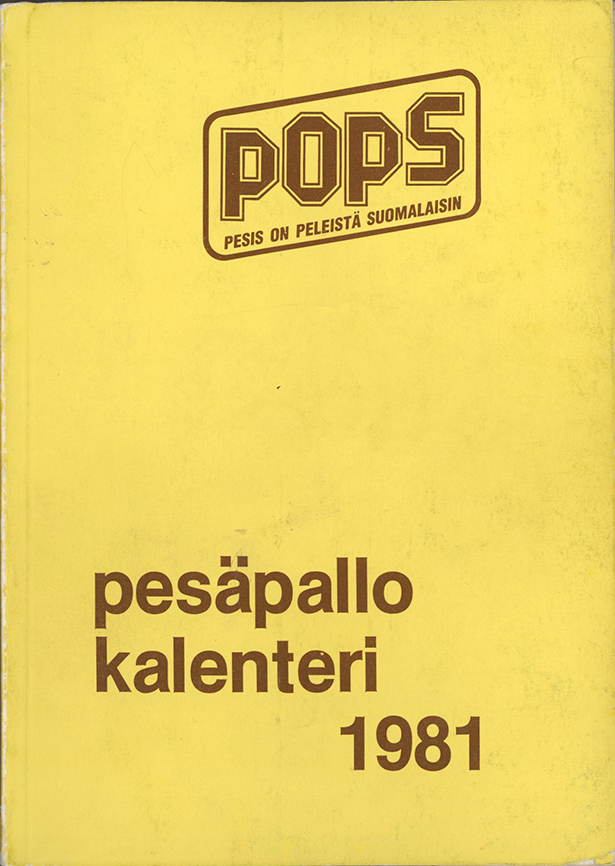 POPS
PESIS ON PELEISTÄ SUOMALAISIN
pesäpallo
kalenteri
1981